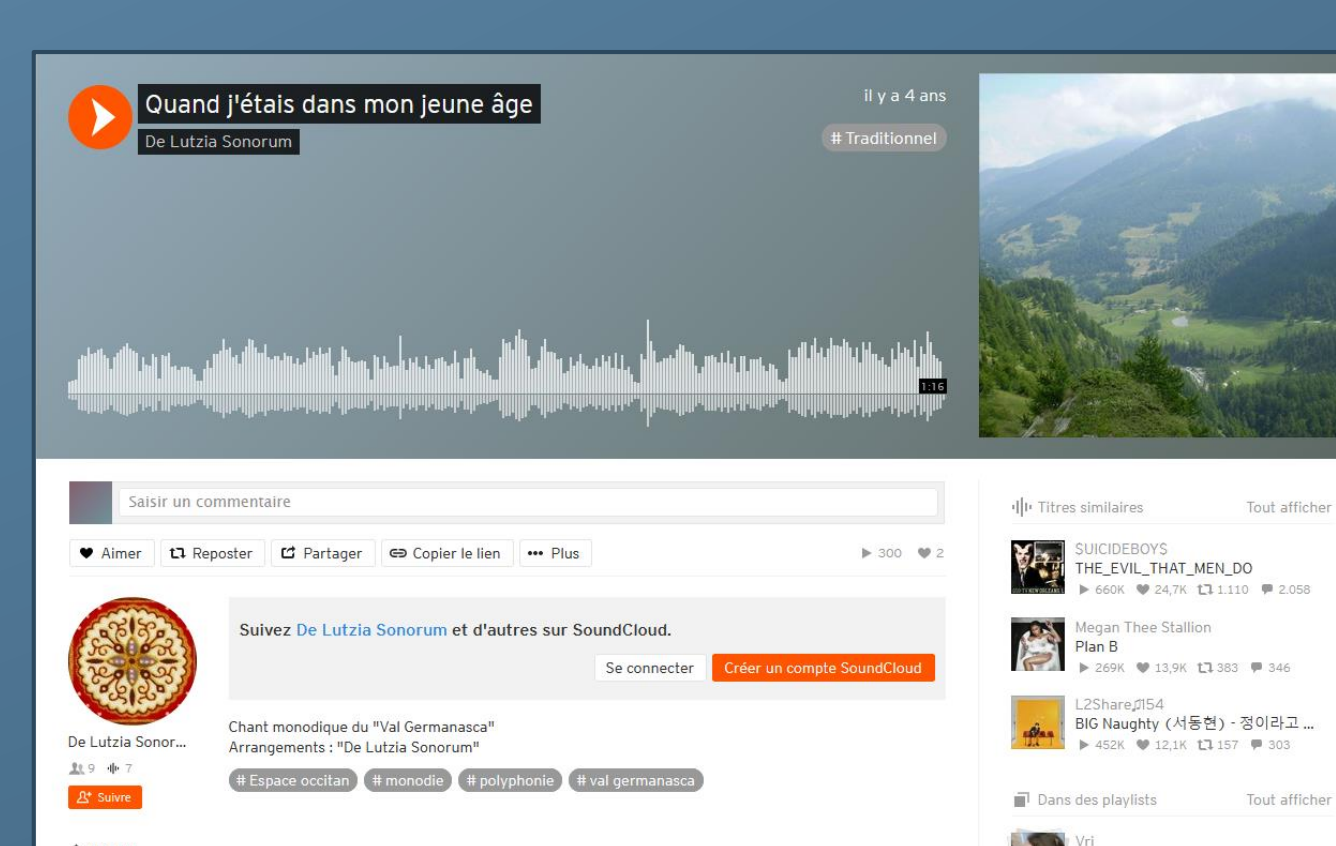 Quand j'étais dans mon jeune âge
De Lutzia Sonorum
il y a 4 ans
# Traditionnel
1:16
Saisir un commentaire
Aimer
Reposter
Partager
Copier le lien
Plus
300
2
De Lutzia Sonor...
9
7
Suivre
Suivez De Lutzia Sonorum et d'autres sur SoundCloud.
Se connecter
Créer un compte SoundCloud
Chant monodique du "Val Germanasca"
Arrangements : "De Lutzia Sonorum"
# Espace occitan
# monodie
# polyphonie
# val germanasca
Titres similaires
Tout afficher
$UICIDEBOY$
THE_EVIL_THAT_MEN_DO
660K 24,7K 1.110 2.058
Megan Thee Stallion
Plan B
269K 13,9K 383 346
L2Share♫154
BIG Naughty (서동현) - 정이라고 ...
452K 12,1K 157 303
Dans des playlists
Tout afficher
Vri